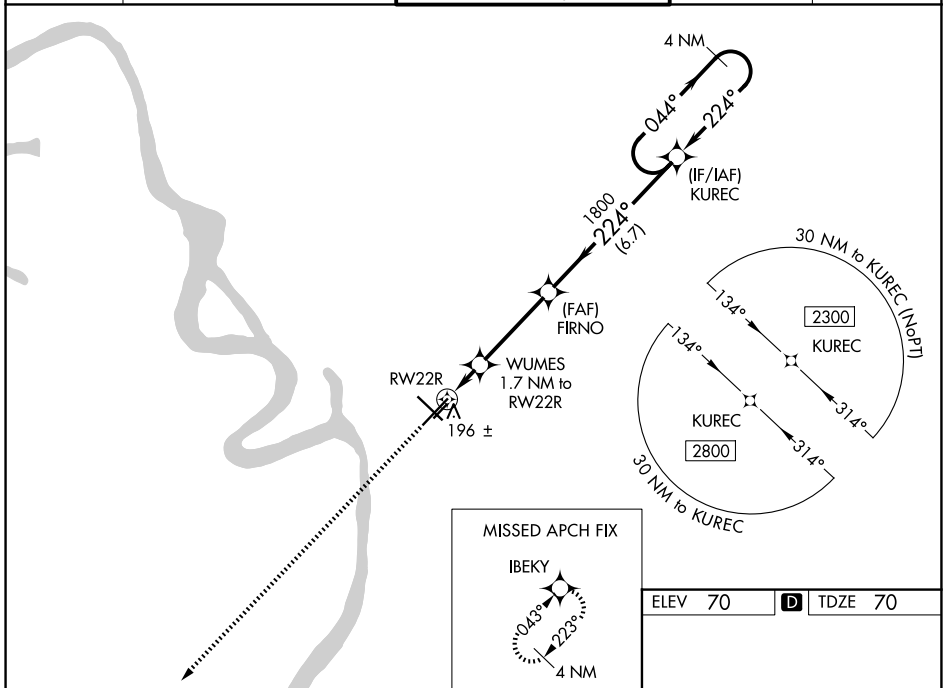 4 NM
044°
224°
(IF/IAF)
KUREC
1800
224°
(6.7)
30 NM to KUREC (NoPT)
134°
2300
KUREC
314°
(FAF)
FIRNO
134°
KUREC
2800
314°
30 NM to KUREC
WUMES
1.7 NM to
RW22R
RW22R
196 ±
MISSED APCH FIX
IBEKY
043°
223°
4 NM
ELEV 70 D TDZE 70